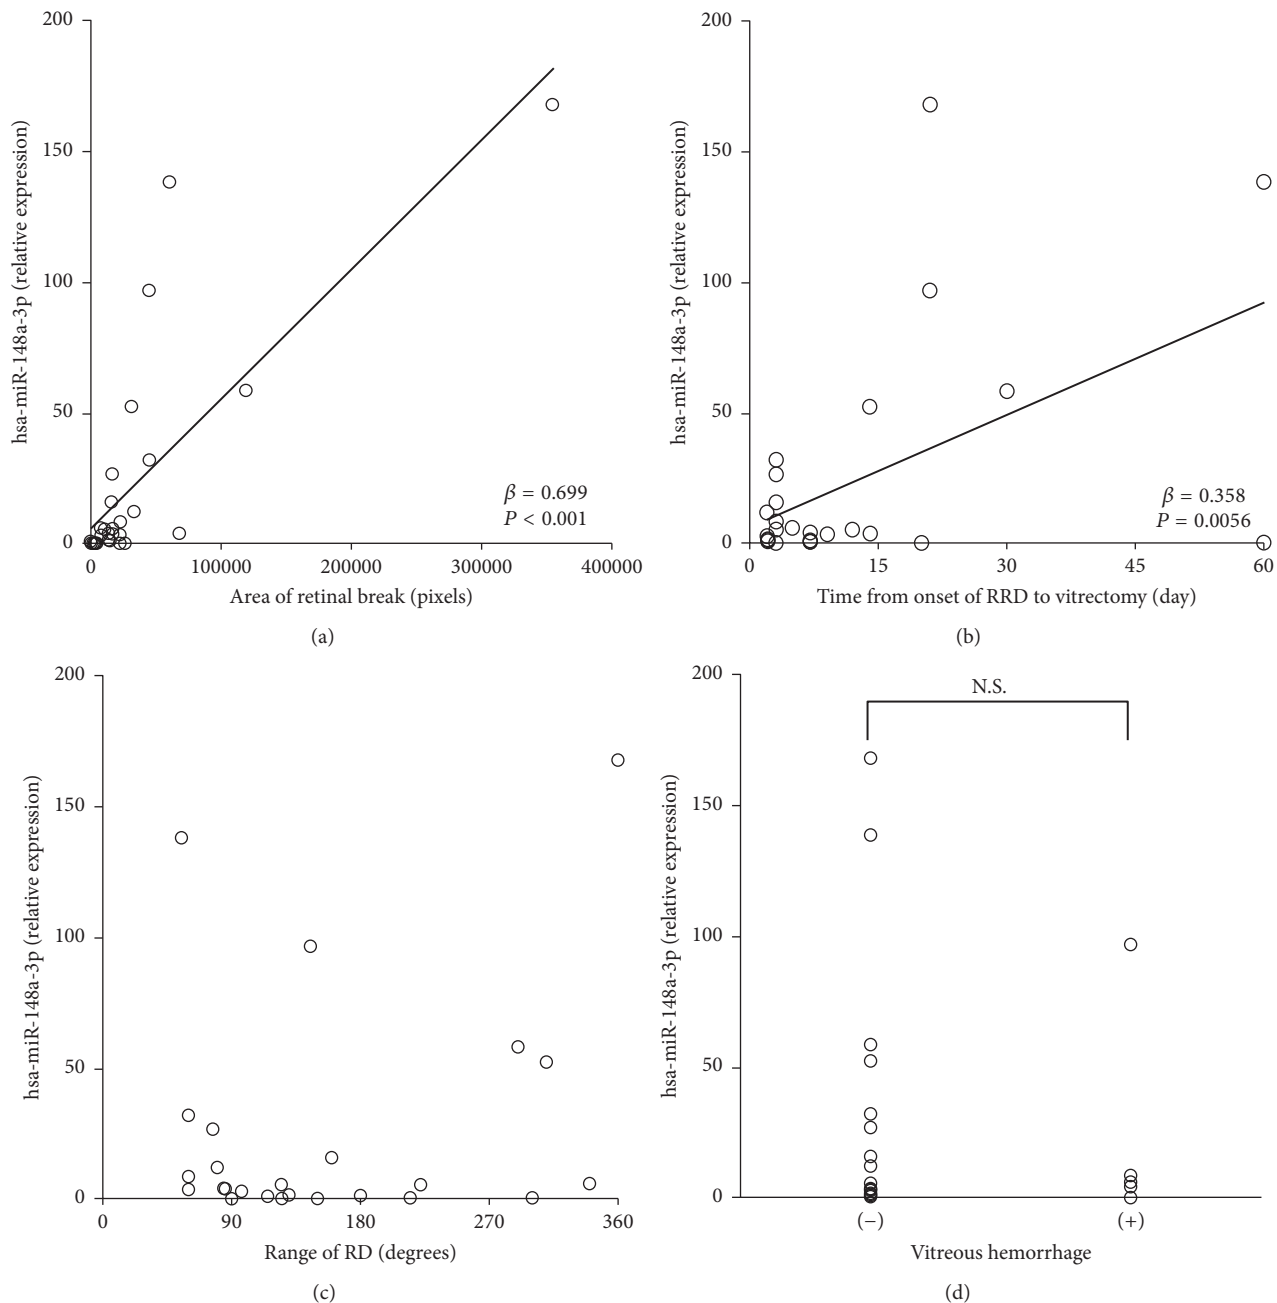 200
150
100
50
0
hsa-miR-148a-3p (relative expression)
β = 0.699
P < 0.001
0 100000 200000 300000 400000
Area of retinal break (pixels)
(a)
200
150
100
50
0
hsa-miR-148a-3p (relative expression)
β = 0.358
P = 0.0056
0 15 30 45 60
Time from onset of RRD to vitrectomy (day)
(b)
200
150
100
50
0
hsa-miR-148a-3p (relative expression)
0 90 180 270 360
Range of RD (degrees)
(c)
200
150
100
50
0
hsa-miR-148a-3p (relative expression)
N.S.
(−) (+)
Vitreous hemorrhage
(d)